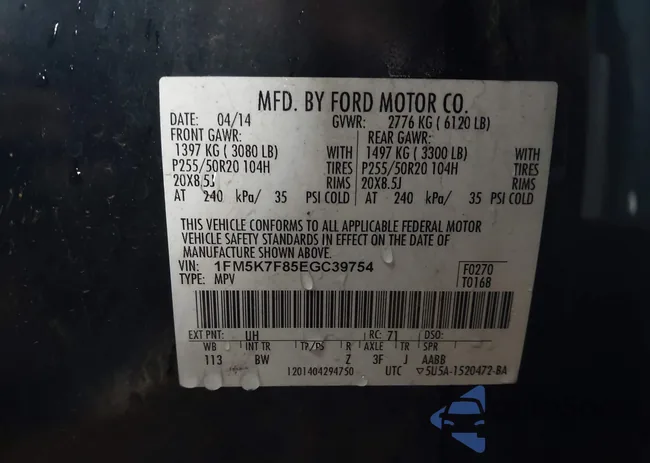 MFD. BY FORD MOTOR CO.
DATE: 04/14 GVWR: 2776 KG ( 6120 LB)
FRONT GAWR: REAR GAWR:
1397 KG ( 3080 LB) WITH 1497 KG ( 3300 LB) WITH
P255/50R20 104H TIRES P255/50R20 104H TIRES
20X8.5J RIMS 20X8.5J RIMS
AT 240 kPa/ 35 PSI COLD AT 240 kPa/ 35 PSI COLD
THIS VEHICLE CONFORMS TO ALL APPLICABLE FEDERAL MOTOR
VEHICLE SAFETY STANDARDS IN EFFECT ON THE DATE OF
MANUFACTURE SHOWN ABOVE.
VIN: 1FM5K7F85EGC39754 F0270
TYPE: MPV T0168
EXT PNT: UH RC: 71 DSO:
WB INT TR TP/PS R AXLE TR SPR
113 BW Z 3F J AABB
1201404294750 UTC ▽5U5A-1520472-BA